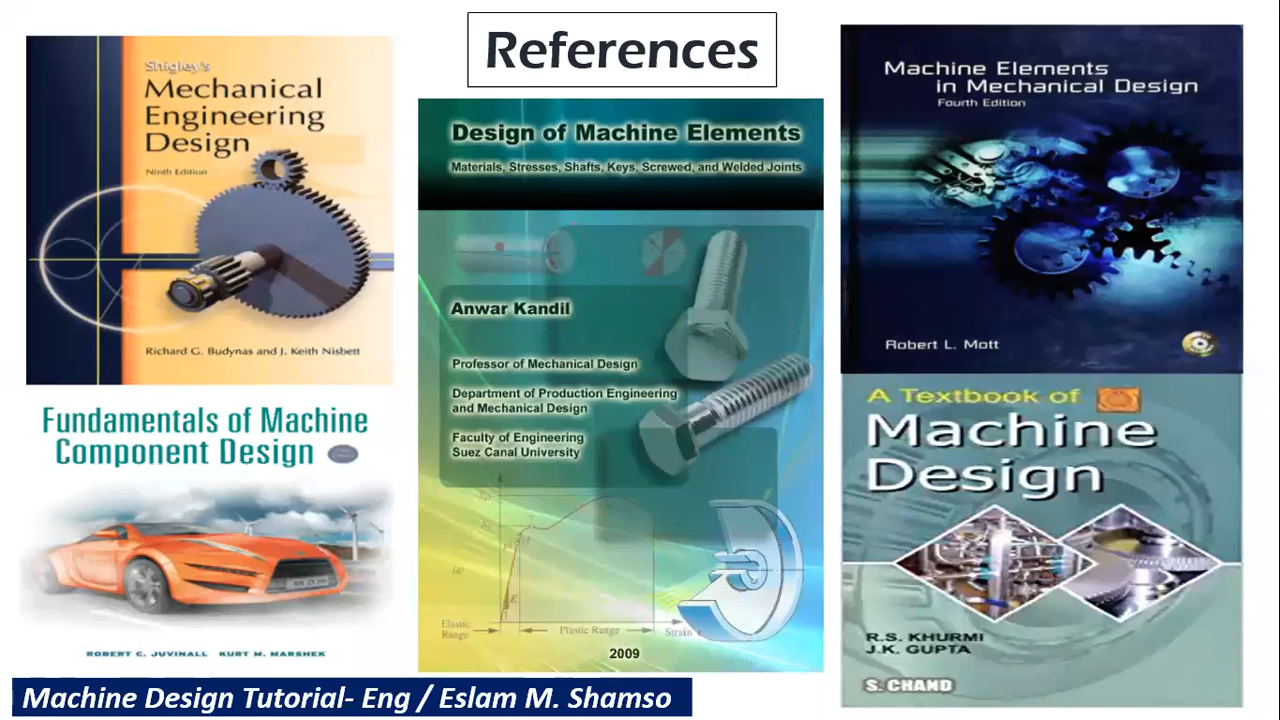 References
Shigley's
Mechanical
Engineering
Design
Ninth Edition
Richard G. Budynas and J. Keith Nisbett
Fundamentals of Machine
Component Design
ROBERT C. JUVINALL KURT M. MARSHEK
Design of Machine Elements
Materials, Stresses, Shafts, Keys, Screwed, and Welded Joints
Anwar Kandil
Professor of Mechanical Design
Department of Production Engineering
and Mechanical Design
Faculty of Engineering
Suez Canal University
E
Elastic
Range
Plastic Range
Strain
2009
Machine Elements
in Mechanical Design
Fourth Edition
Robert L. Mott
A Textbook of
Machine
Design
R.S. KHURMI
J.K. GUPTA
S. CHAND
Machine Design Tutorial- Eng / Eslam M. Shamso